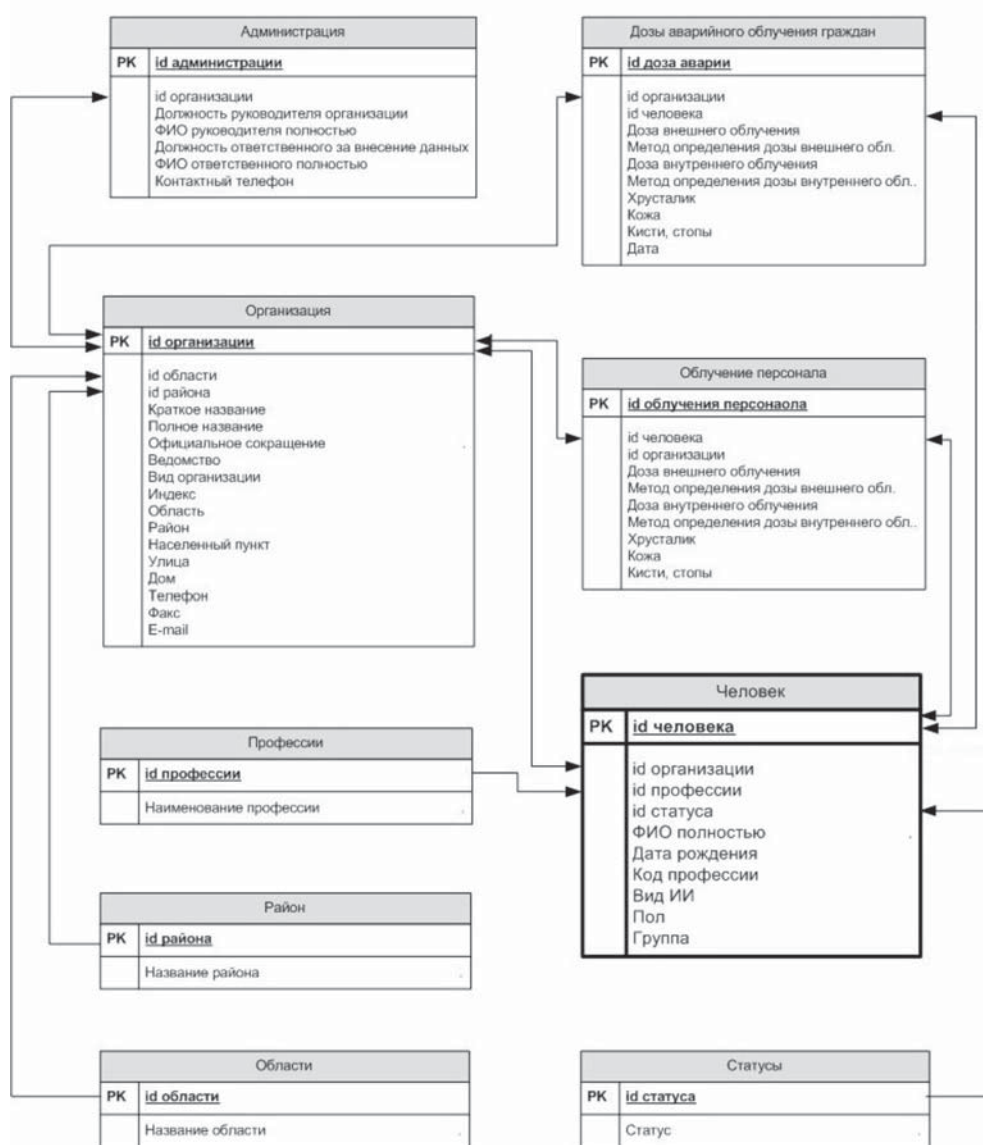 Администрация
PK id администрации
id организации
Должность руководителя организации
ФИО руководителя полностью
Должность ответственного за внесение данных
ФИО ответственного полностью
Контактный телефон
Дозы аварийного облучения граждан
PK id доза аварии
id организации
id человека
Доза внешнего облучения
Метод определения дозы внешнего обл.
Доза внутреннего облучения
Метод определения дозы внутреннего обл..
Хрусталик
Кожа
Кисти, стопы
Дата
Организация
PK id организации
id области
id района
Краткое название
Полное название
Официальное сокращение
Ведомство
Вид организации
Индекс
Область
Район
Населенный пункт
Улица
Дом
Телефон
Факс
E-mail
Облучение персонала
PK id облучения персонаола
id человека
id организации
Доза внешнего облучения
Метод определения дозы внешнего обл.
Доза внутреннего облучения
Метод определения дозы внутреннего обл..
Хрусталик
Кожа
Кисти, стопы
Человек
PK id человека
id организации
id профессии
id статуса
ФИО полностью
Дата рождения
Код профессии
Вид ИИ
Пол
Группа
Профессии
PK id профессии
Наименование профессии
Район
PK id района
Название района
Области
PK id области
Название области
Статусы
PK id статуса
Статус